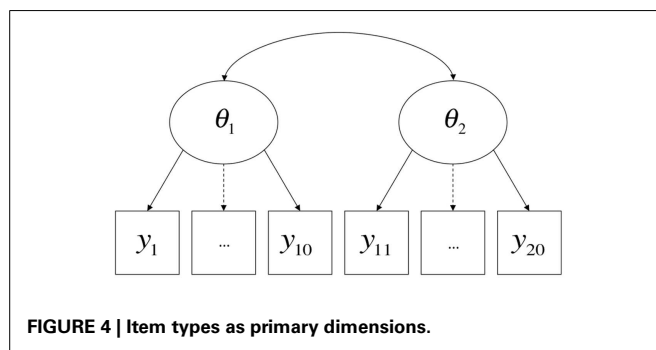 θ₁ θ₂
y₁ ... y₁₀ y₁₁ ... y₂₀
FIGURE 4 | Item types as primary dimensions.